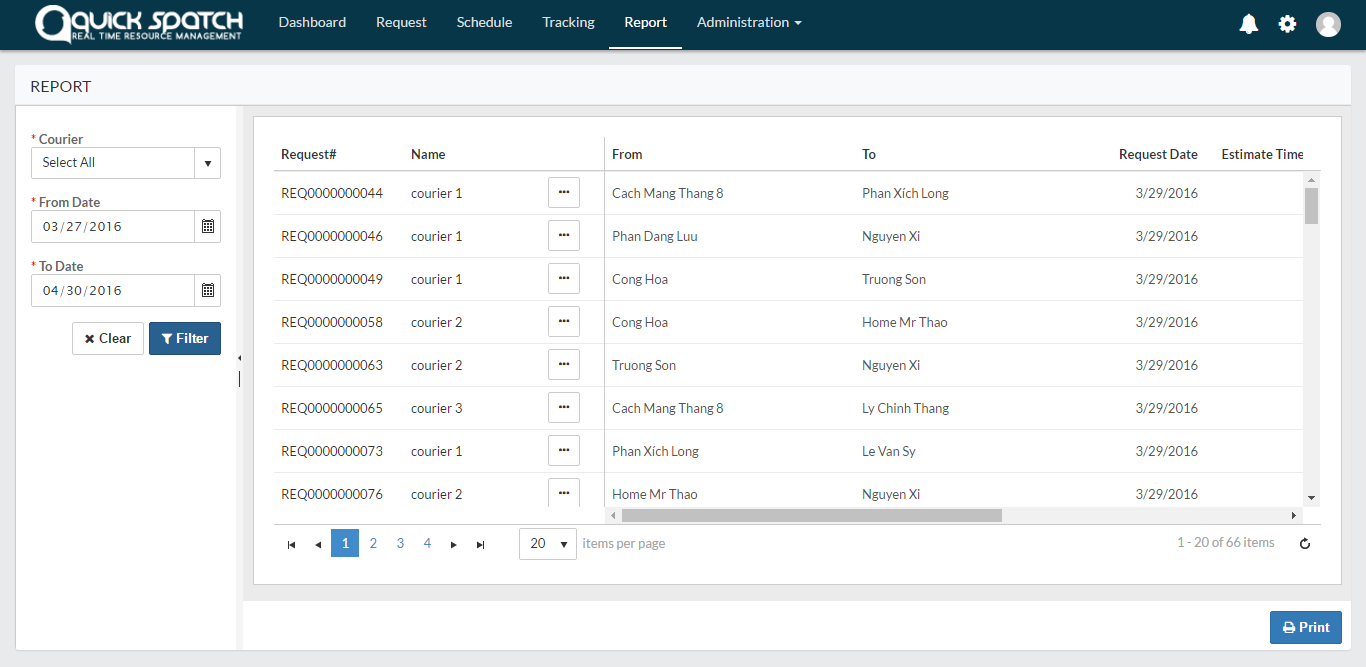 QUICK SPATCH
REAL TIME RESOURCE MANAGEMENT
Dashboard Request Schedule Tracking Report Administration
REPORT
* Courier
Select All
* From Date
03/27/2016
* To Date
04/30/2016
Clear Filter
Request# Name From To Request Date Estimate Time
REQ0000000044 courier 1 ... Cach Mang Thang 8 Phan Xích Long 3/29/2016
REQ0000000046 courier 1 ... Phan Dang Luu Nguyen Xi 3/29/2016
REQ0000000049 courier 1 ... Cong Hoa Truong Son 3/29/2016
REQ0000000058 courier 2 ... Cong Hoa Home Mr Thao 3/29/2016
REQ0000000063 courier 2 ... Truong Son Nguyen Xi 3/29/2016
REQ0000000065 courier 3 ... Cach Mang Thang 8 Ly Chinh Thang 3/29/2016
REQ0000000073 courier 1 ... Phan Xích Long Le Van Sy 3/29/2016
REQ0000000076 courier 2 ... Home Mr Thao Nguyen Xi 3/29/2016
1 2 3 4 20 items per page 1 - 20 of 66 items
Print